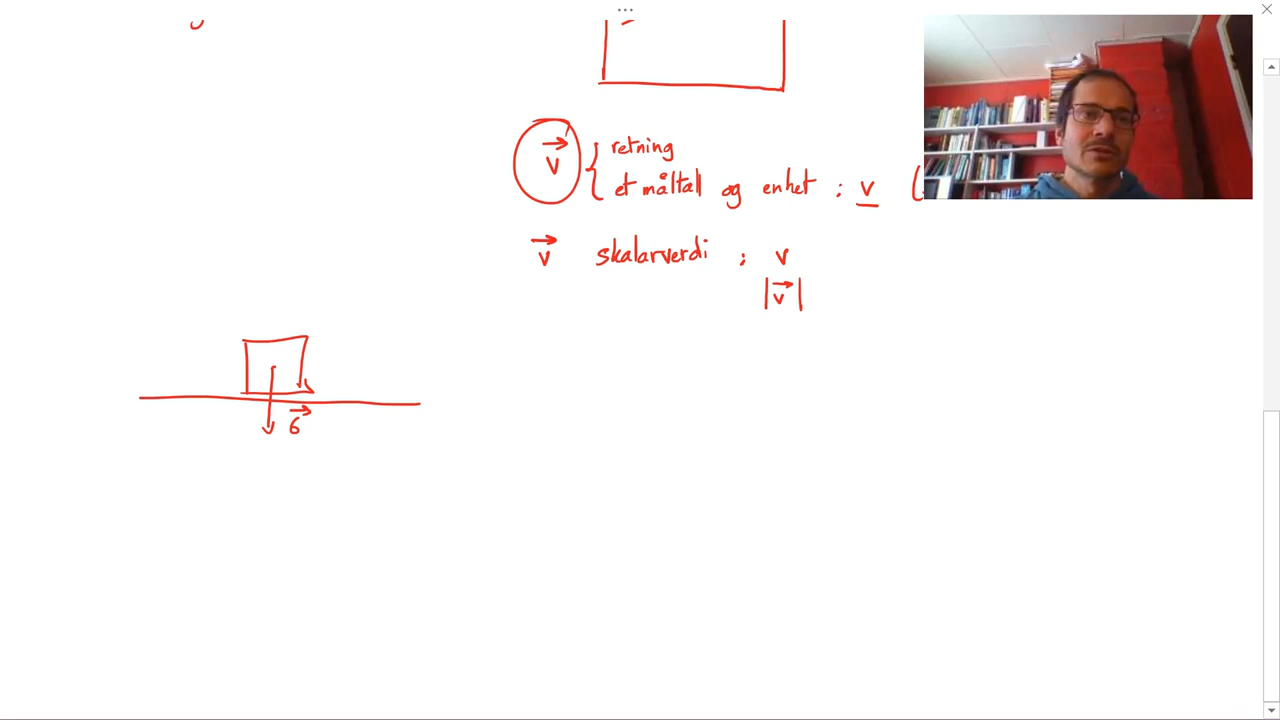 v⃗ { retning
et måltall og enhet : v (
v⃗ skalarverdi : v
|v⃗|
G⃗